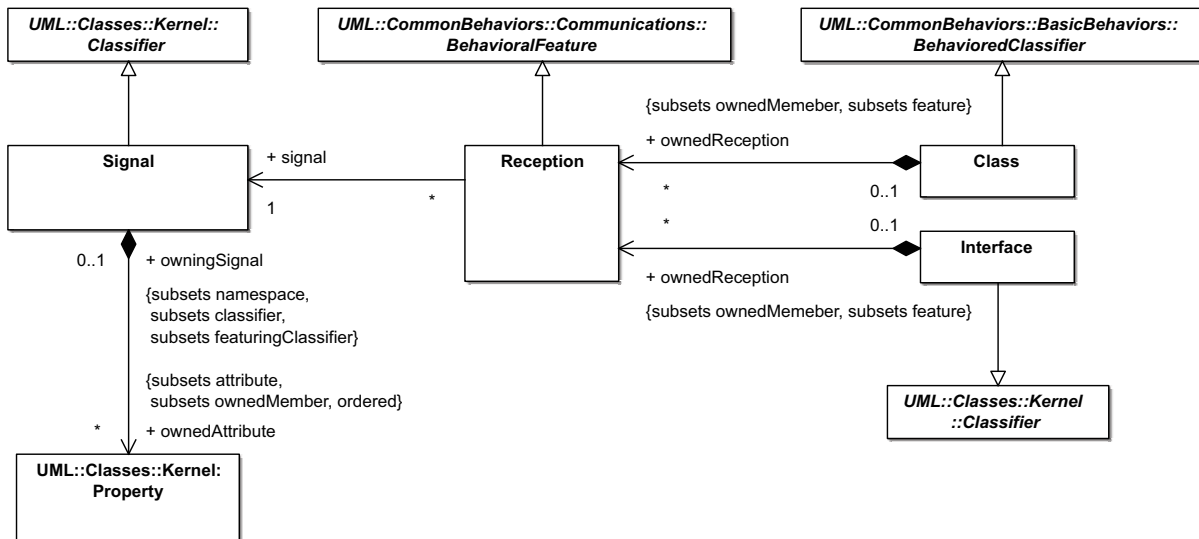 UML::Classes::Kernel::
Classifier
UML::CommonBehaviors::Communications::
BehavioralFeature
UML::CommonBehaviors::BasicBehaviors::
BehavioredClassifier
{subsets ownedMemeber, subsets feature}
+ ownedReception
Signal
+ signal
Reception
Class
*
0..1
1
*
*
0..1
Interface
0..1
+ owningSignal
+ ownedReception
{subsets namespace,
subsets classifier,
subsets featuringClassifier}
{subsets ownedMemeber, subsets feature}
{subsets attribute,
subsets ownedMember, ordered}
UML::Classes::Kernel
::Classifier
*
+ ownedAttribute
UML::Classes::Kernel:
Property